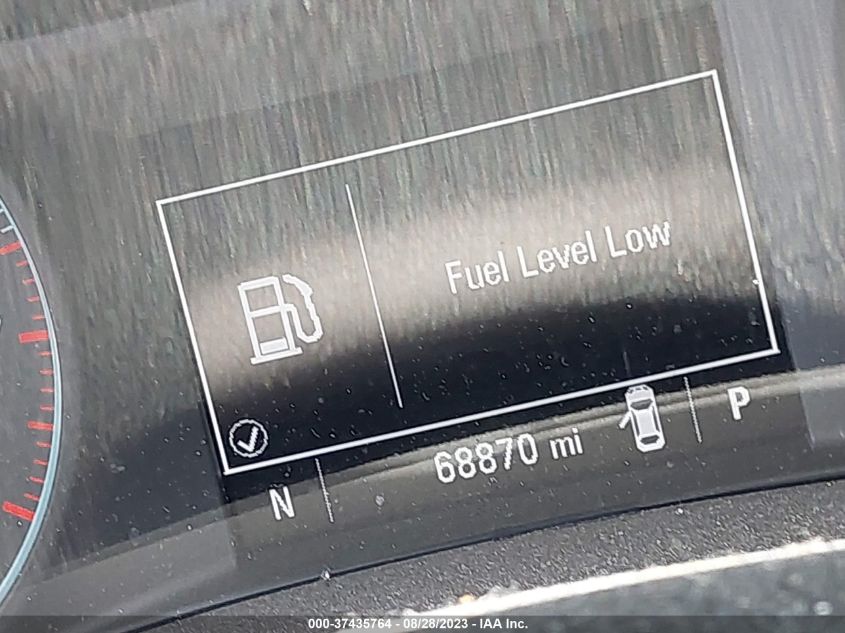 Fuel Level Low
N
68870 mi
P
000-37435764 - 08/28/2023 - IAA Inc.